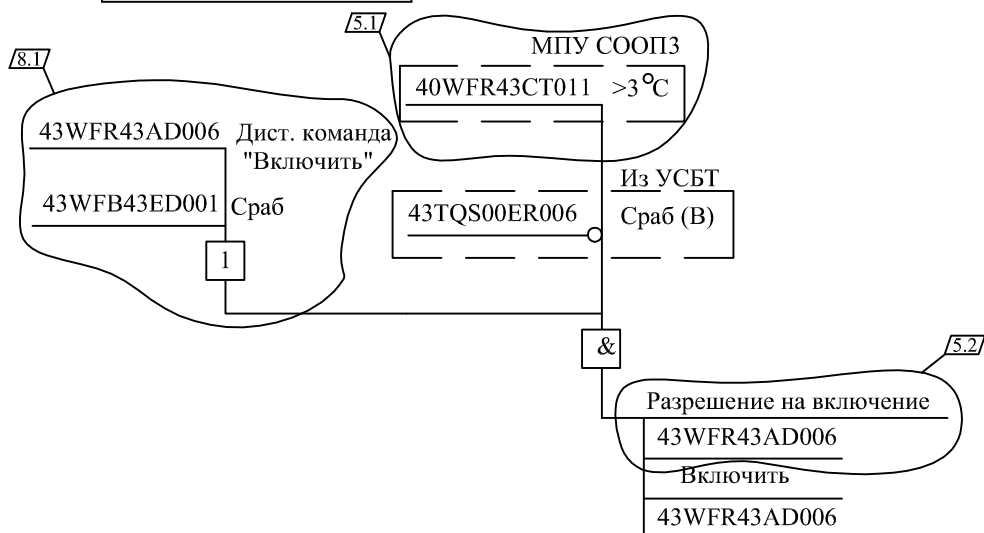 5.1
8.1
МПУ СООПЗ
40WFR43CT011 >3°C
43WFR43AD006 Дист. команда
"Включить"
43WFB43ED001 Сраб
1
Из УСБТ
43TQS00ER006 Сраб (В)
&
5.2
Разрешение на включение
43WFR43AD006
Включить
43WFR43AD006